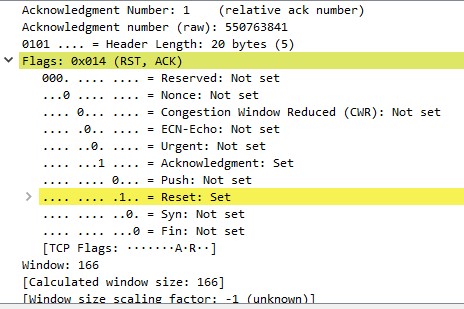 Acknowledgment Number: 1    (relative ack number)
Acknowledgment number (raw): 550763841
0101 .... = Header Length: 20 bytes (5)
Flags: 0x014 (RST, ACK)
000. .... .... = Reserved: Not set
...0 .... .... = Nonce: Not set
.... 0... .... = Congestion Window Reduced (CWR): Not set
.... .0.. .... = ECN-Echo: Not set
.... ..0. .... = Urgent: Not set
.... ...1 .... = Acknowledgment: Set
.... .... 0... = Push: Not set
.... .... .1.. = Reset: Set
.... .... ..0. = Syn: Not set
.... .... ...0 = Fin: Not set
[TCP Flags: ·······A·R··]
Window: 166
[Calculated window size: 166]
[Window size scaling factor: -1 (unknown)]